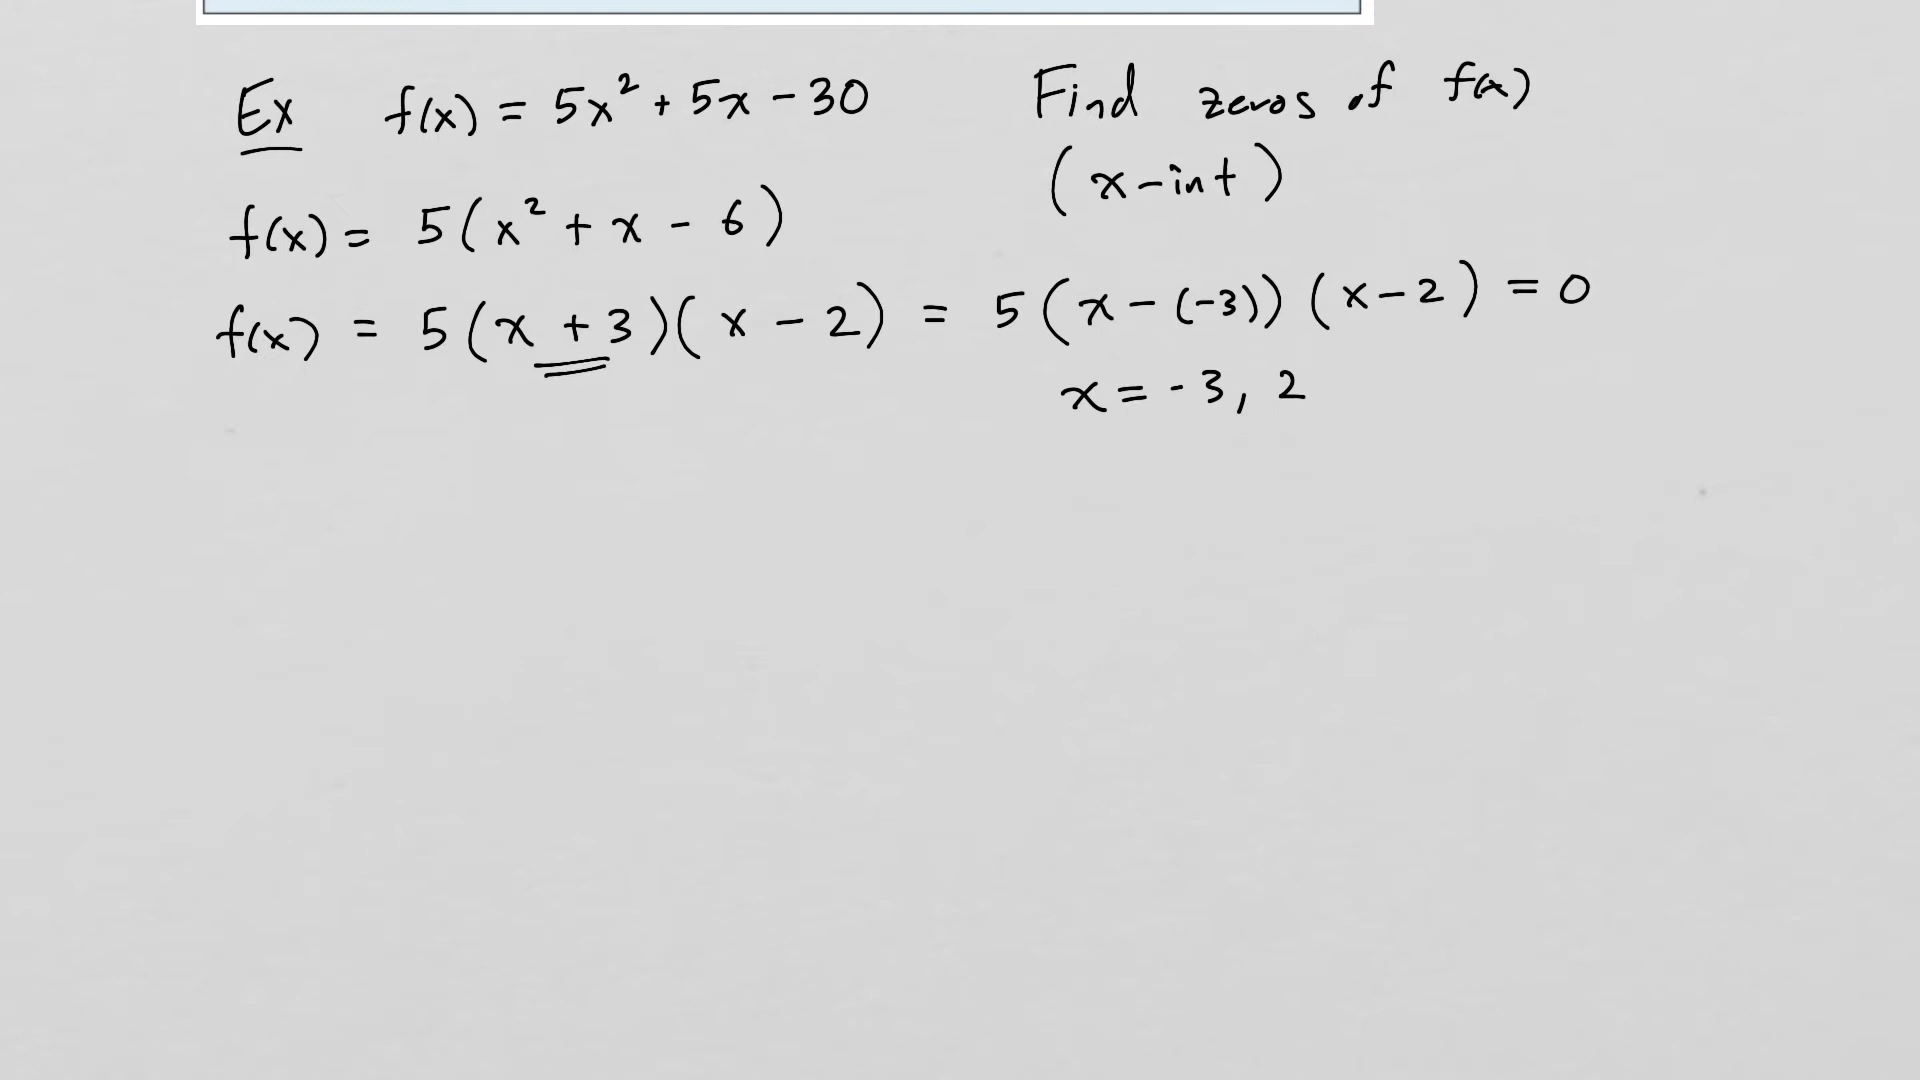 Ex f(x) = 5x² + 5x - 30 Find zeros of f(x)
(x-int)
f(x) = 5(x² + x - 6)
f(x) = 5(x + 3)(x - 2) = 5(x - (-3))(x - 2) = 0
x = -3, 2